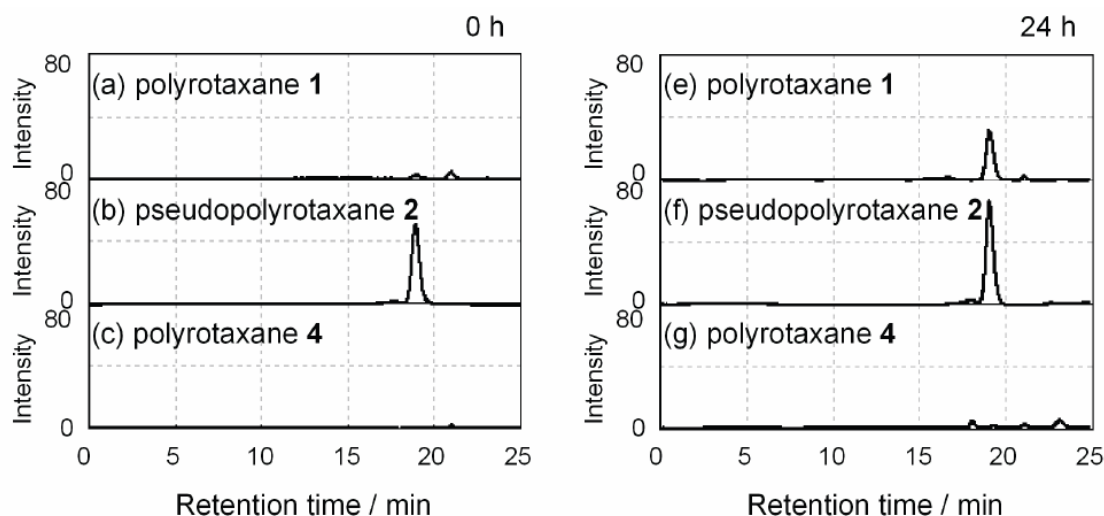 0 h
80
(a) polyrotaxane 1
Intensity
0
80
(b) pseudopolyrotaxane 2
Intensity
0
80
(c) polyrotaxane 4
Intensity
0
0 5 10 15 20 25
Retention time / min
24 h
80
(e) polyrotaxane 1
Intensity
0
80
(f) pseudopolyrotaxane 2
Intensity
0
80
(g) polyrotaxane 4
Intensity
0
0 5 10 15 20 25
Retention time / min